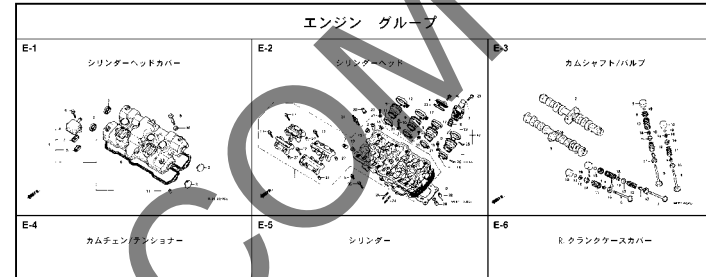 エンジン グループ
E-1
シリンダーヘッドカバー
E-2
シリンダーヘッド
E-3
カムシャフト/バルブ
E-4
カムチェン/テンショナー
E-5
シリンダー
E-6
R. クランクケースカバー
COM